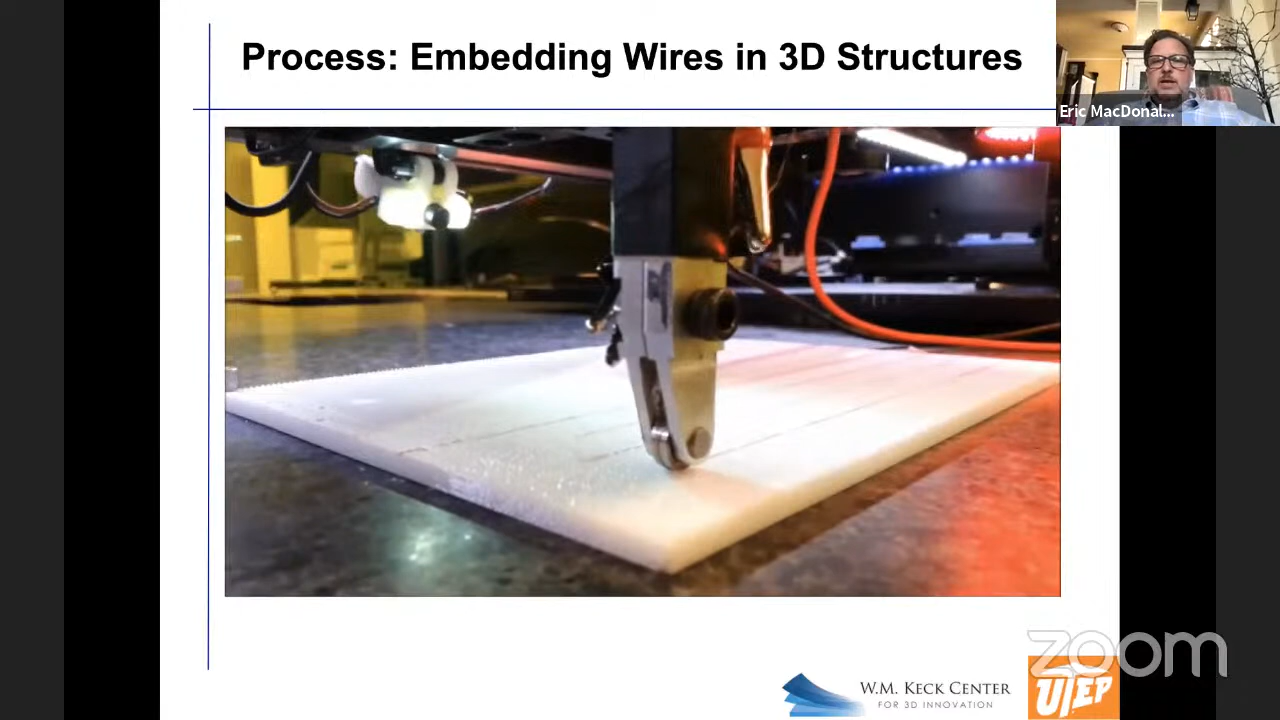 Process: Embedding Wires in 3D Structures
Eric MacDonal...
W.M. KECK CENTER
FOR 3D INNOVATION
zoom
UTEP